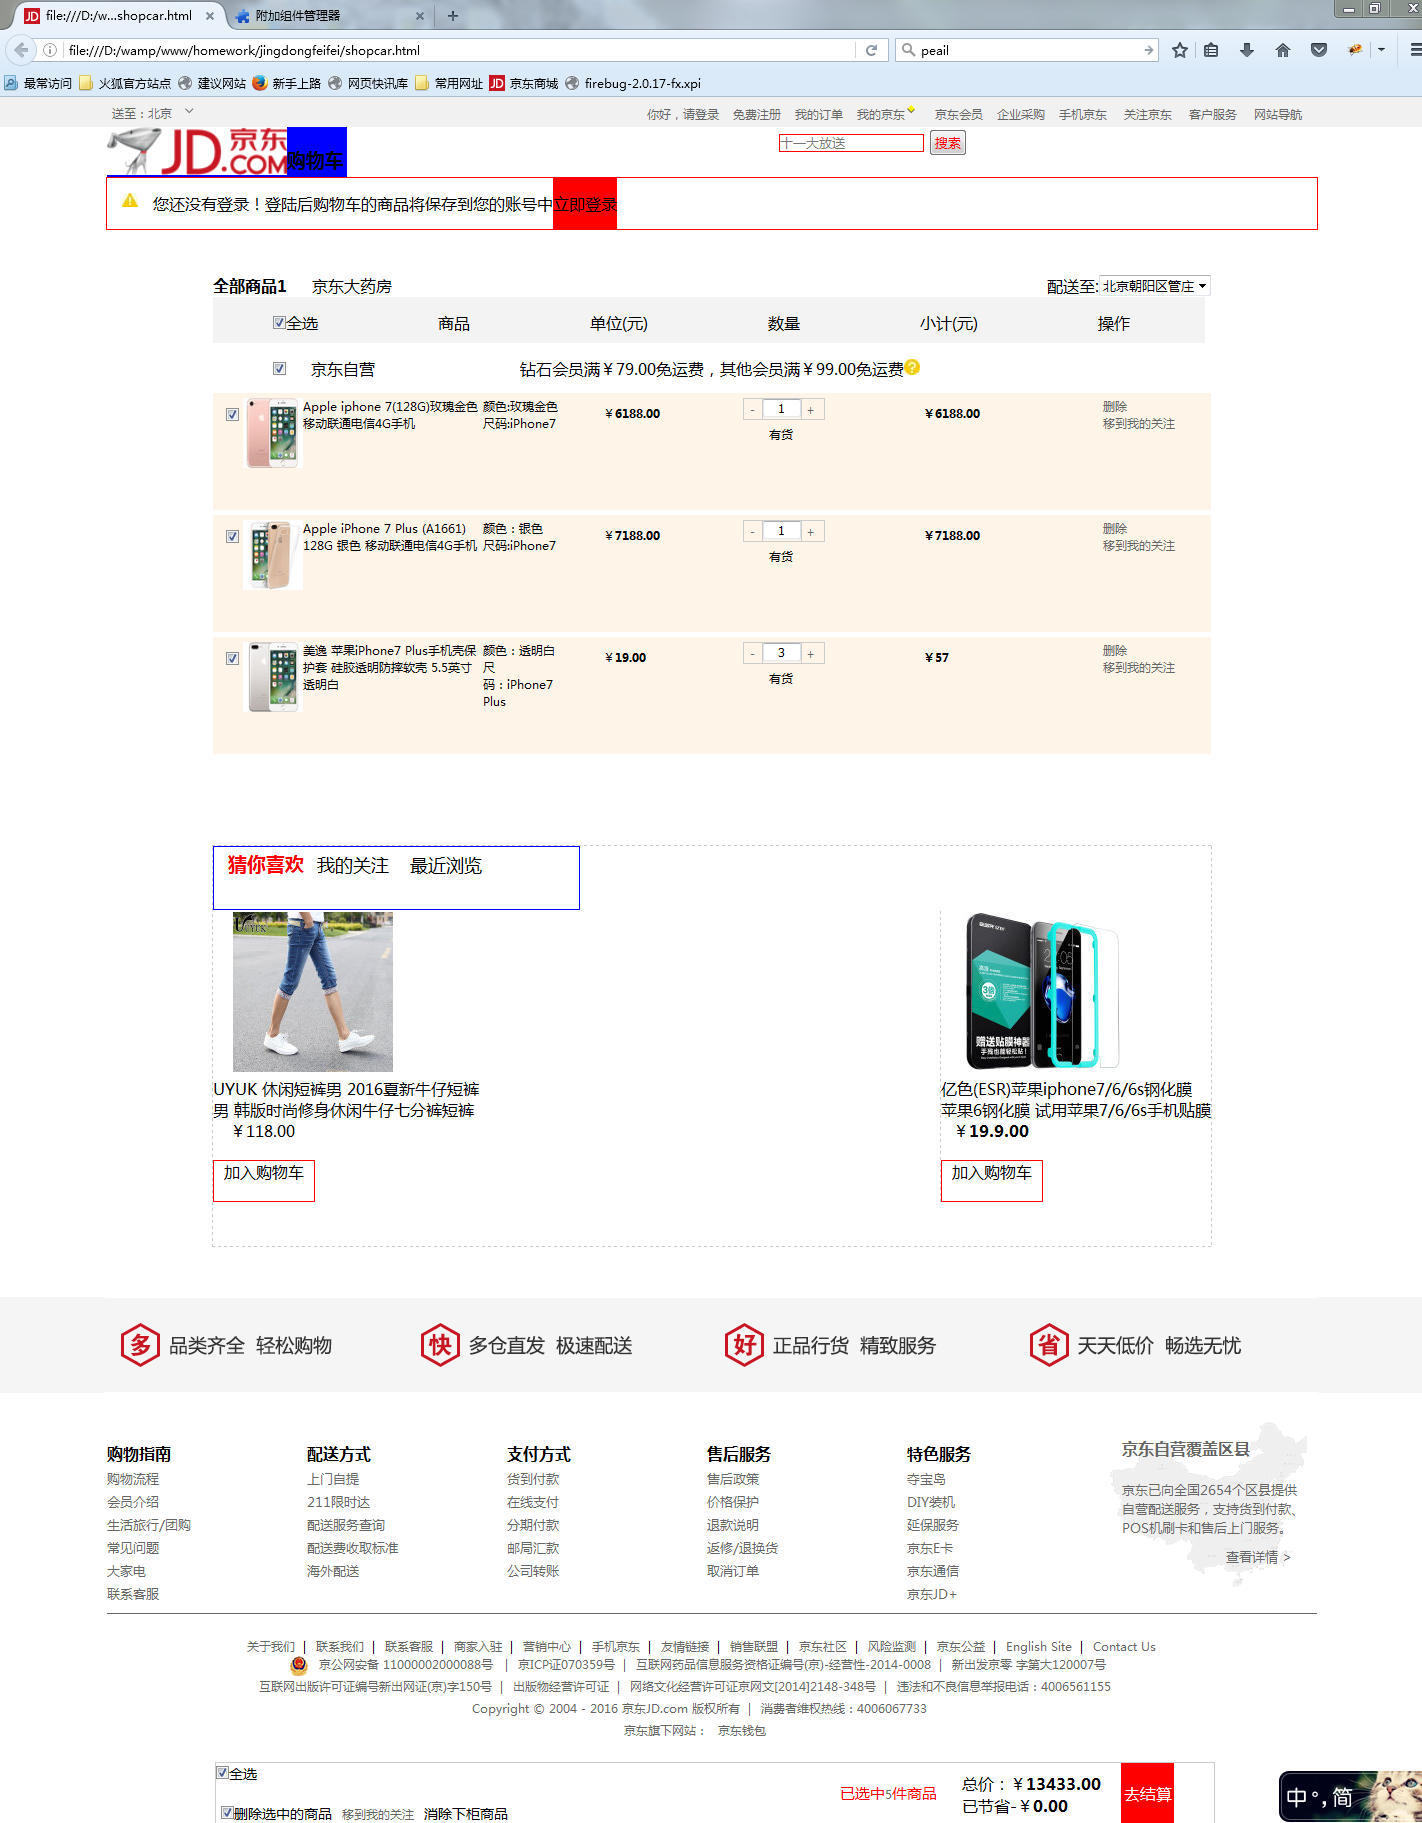 file:///D:/w...shopcar.html 附加组件管理器
file:///D:/wamp/www/homework/jingdongfeifei/shopcar.html peail
最常访问 火狐官方站点 建议网站 新手上路 网页快讯库 常用网址 京东商城 firebug-2.0.17-fx.xpi
送至：北京 你好，请登录 免费注册 我的订单 我的京东 京东会员 企业采购 手机京东 关注京东 客户服务 网站导航
JD.COM 京东 购物车 十一大放送 搜索
您还没有登录！登陆后购物车的商品将保存到您的账号中立即登录
全部商品1 京东大药房 配送至:北京朝阳区管庄
全选 商品 单位(元) 数量 小计(元) 操作
京东自营 钻石会员满￥79.00免运费，其他会员满￥99.00免运费
Apple iphone 7(128G)玫瑰金色 颜色:玫瑰金色 ￥6188.00 - 1 + ￥6188.00 删除
移动联通电信4G手机 尺码:iPhone7 有货 移到我的关注
Apple iPhone 7 Plus (A1661) 颜色：银色 ￥7188.00 - 1 + ￥7188.00 删除
128G 银色 移动联通电信4G手机 尺码:iPhone7 有货 移到我的关注
美逸 苹果iPhone7 Plus手机壳保 颜色：透明白 ￥19.00 - 3 + ￥57 删除
护套 硅胶透明防摔软壳 5.5英寸 尺 移到我的关注
透明白 码：iPhone7 有货
Plus
猜你喜欢 我的关注 最近浏览
UYUK
3倍
赠送贴膜神器
手残也能轻松贴！
UYUK 休闲短裤男 2016夏新牛仔短裤 亿色(ESR)苹果iphone7/6/6s钢化膜
男 韩版时尚修身休闲牛仔七分裤短裤 苹果6钢化膜 试用苹果7/6/6s手机贴膜
￥118.00 ￥19.9.00
加入购物车 加入购物车
多 品类齐全 轻松购物 快 多仓直发 极速配送 好 正品行货 精致服务 省 天天低价 畅选无忧
购物指南 配送方式 支付方式 售后服务 特色服务 京东自营覆盖区县
购物流程 上门自提 货到付款 售后政策 夺宝岛 京东已向全国2654个区县提供
会员介绍 211限时达 在线支付 价格保护 DIY装机 自营配送服务，支持货到付款、
生活旅行/团购 配送服务查询 分期付款 退款说明 延保服务 POS机刷卡和售后上门服务。
常见问题 配送费收取标准 邮局汇款 返修/退换货 京东E卡 查看详情 >
大家电 海外配送 公司转账 取消订单 京东通信
联系客服 京东JD+
关于我们 | 联系我们 | 联系客服 | 商家入驻 | 营销中心 | 手机京东 | 友情链接 | 销售联盟 | 京东社区 | 风险监测 | 京东公益 | English Site | Contact Us
京公网安备 11000002000088号 | 京ICP证070359号 | 互联网药品信息服务资格证编号(京)-经营性-2014-0008 | 新出发京零 字第大120007号
互联网出版许可证编号新出网证(京)字150号 | 出版物经营许可证 | 网络文化经营许可证京网文[2014]2148-348号 | 违法和不良信息举报电话：4006561155
Copyright © 2004 - 2016 京东JD.com 版权所有 | 消费者维权热线：4006067733
京东旗下网站： 京东钱包
全选 已选中5件商品 总价：￥13433.00 去结算
删除选中的商品 移到我的关注 消除下柜商品 已节省-￥0.00
中 °, 简